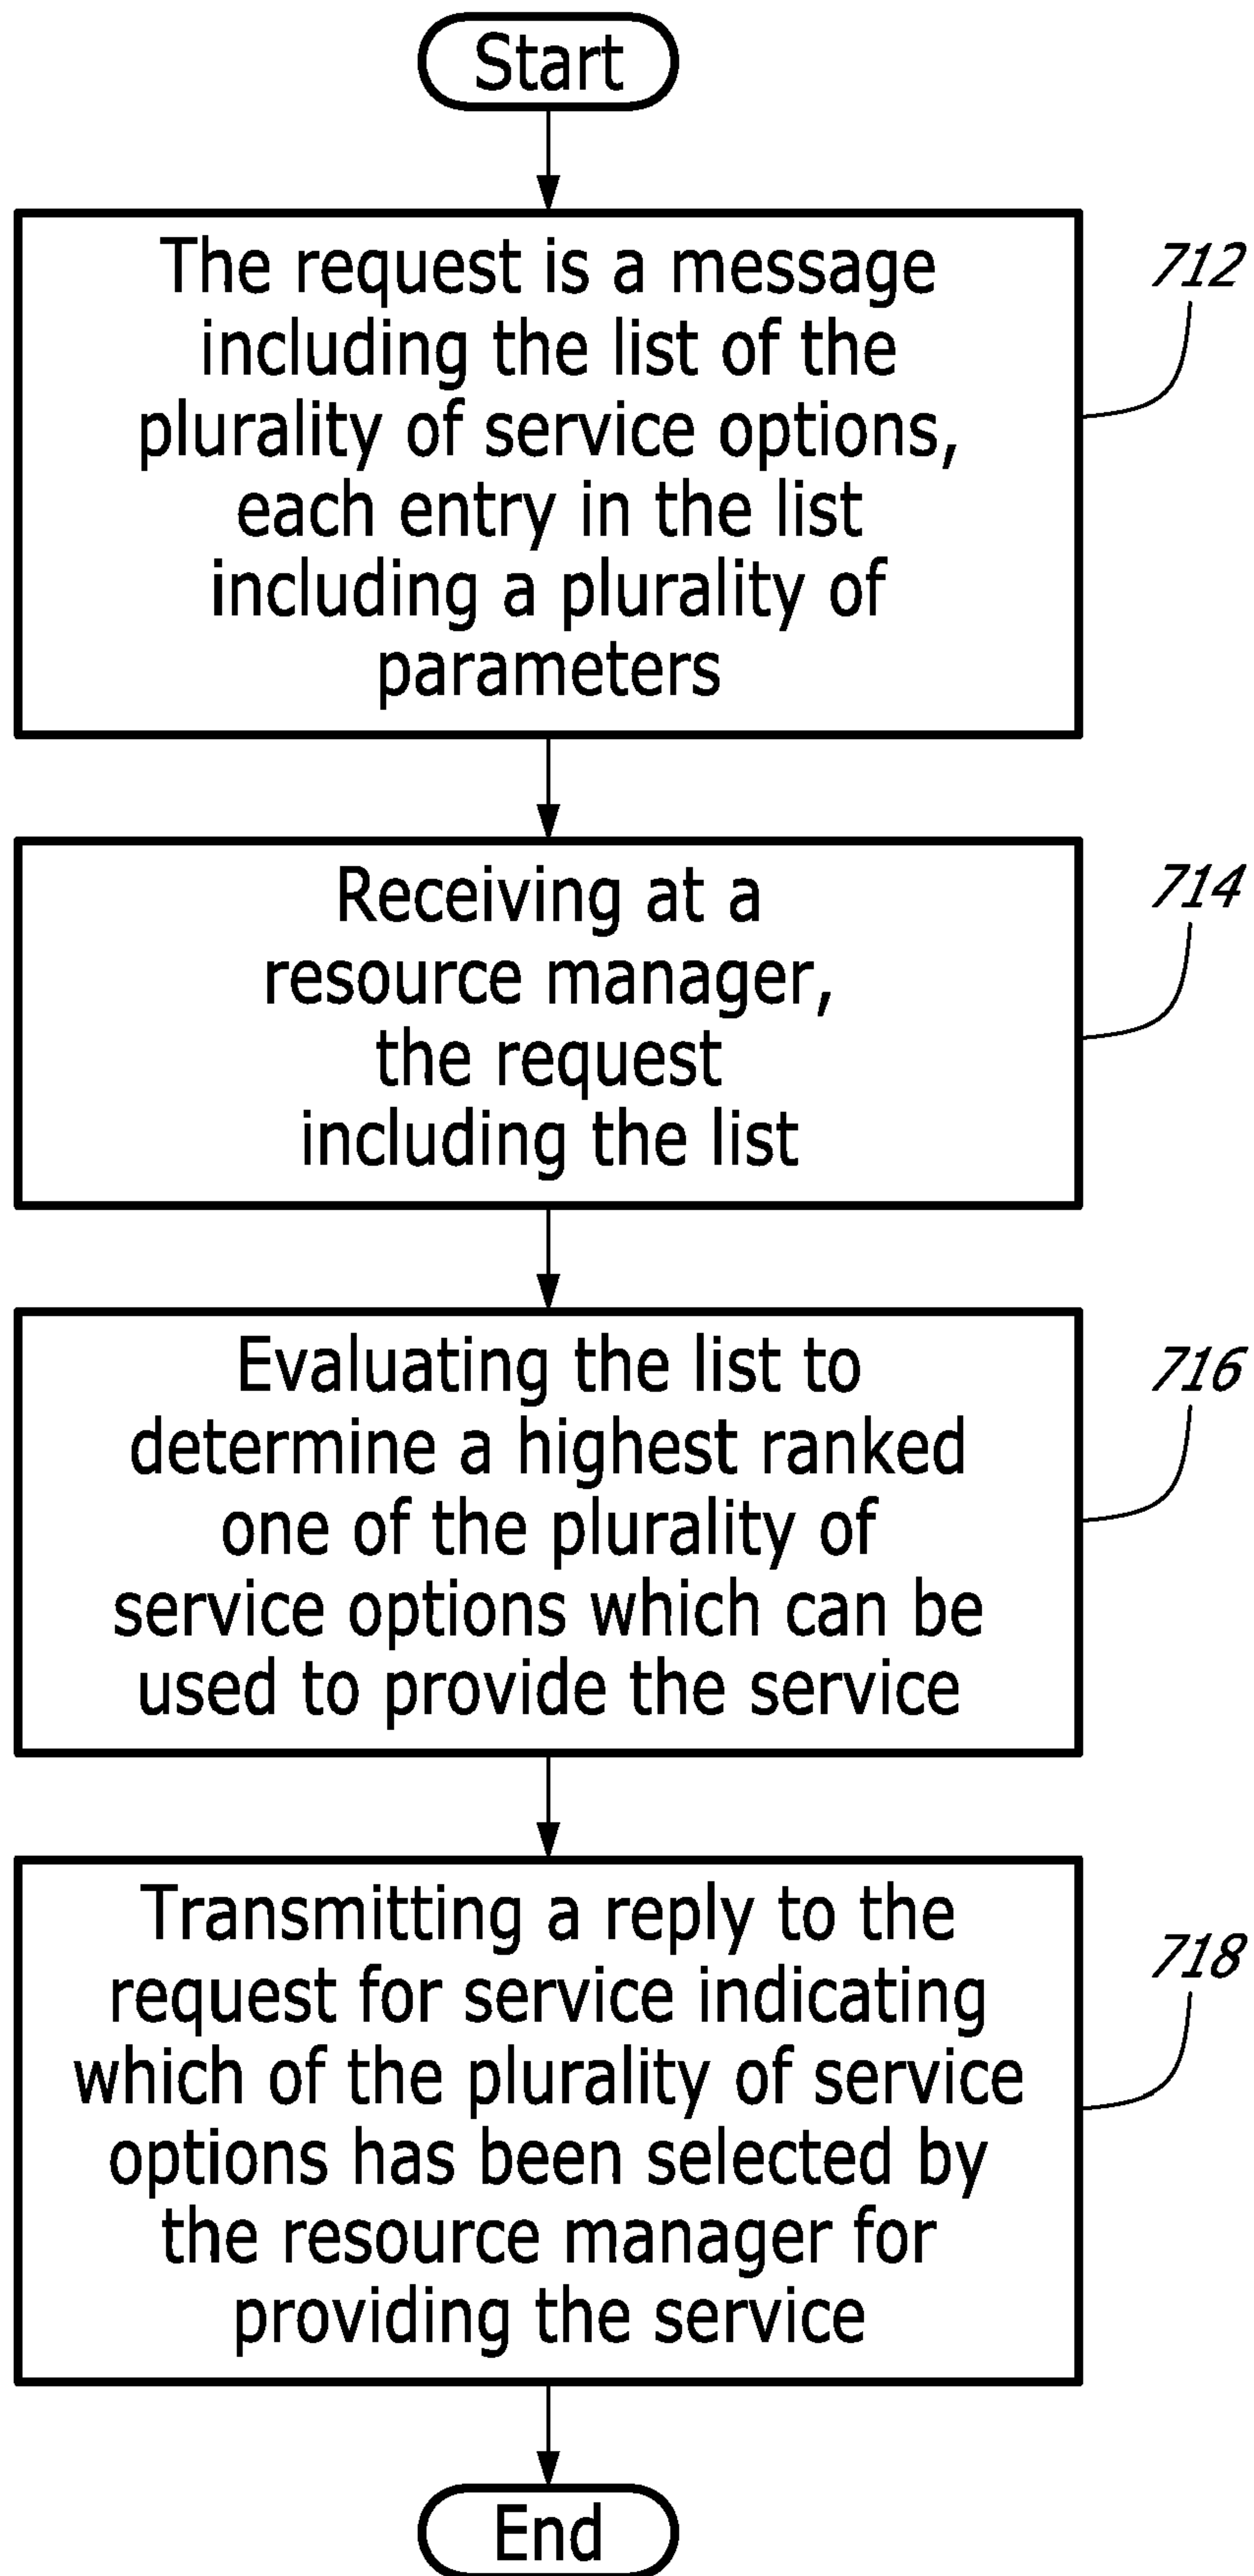 Start
The request is a message
including the list of the
plurality of service options,
each entry in the list
including a plurality of
parameters
712
Receiving at a
resource manager,
the request
including the list
714
Evaluating the list to
determine a highest ranked
one of the plurality of
service options which can be
used to provide the service
716
Transmitting a reply to the
request for service indicating
which of the plurality of service
options has been selected by
the resource manager for
providing the service
718
End